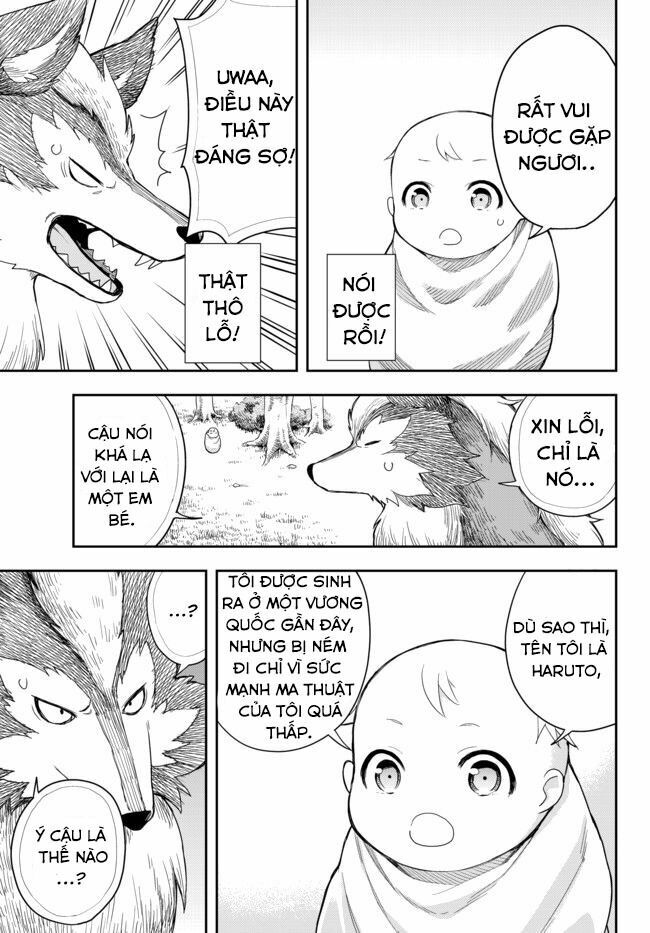 RẤT VUI
ĐƯỢC GẶP
NGƯƠI..
NÓI
ĐƯỢC
RỒI!
UWAA,
ĐIỀU NÀY
THẬT
ĐÁNG SỢ!
THẬT
THÔ
LỖ!
XIN LỖI,
CHỈ LÀ
NÓ...
CẬU NÓI
KHÁ LẠ
VỚI LẠI LÀ
MỘT EM
BÉ.
DÙ SAO THÌ,
TÊN TÔI LÀ
HARUTO,
TÔI ĐƯỢC SINH
RA Ở MỘT VƯƠNG
QUỐC GẦN ĐÂY,
NHƯNG BỊ NÉM
ĐI CHỈ VÌ SỨC
MẠNH MA THUẬT
CỦA TÔI QUÁ
THẤP.
...?
Ý CẬU LÀ
THẾ NÀO
...?